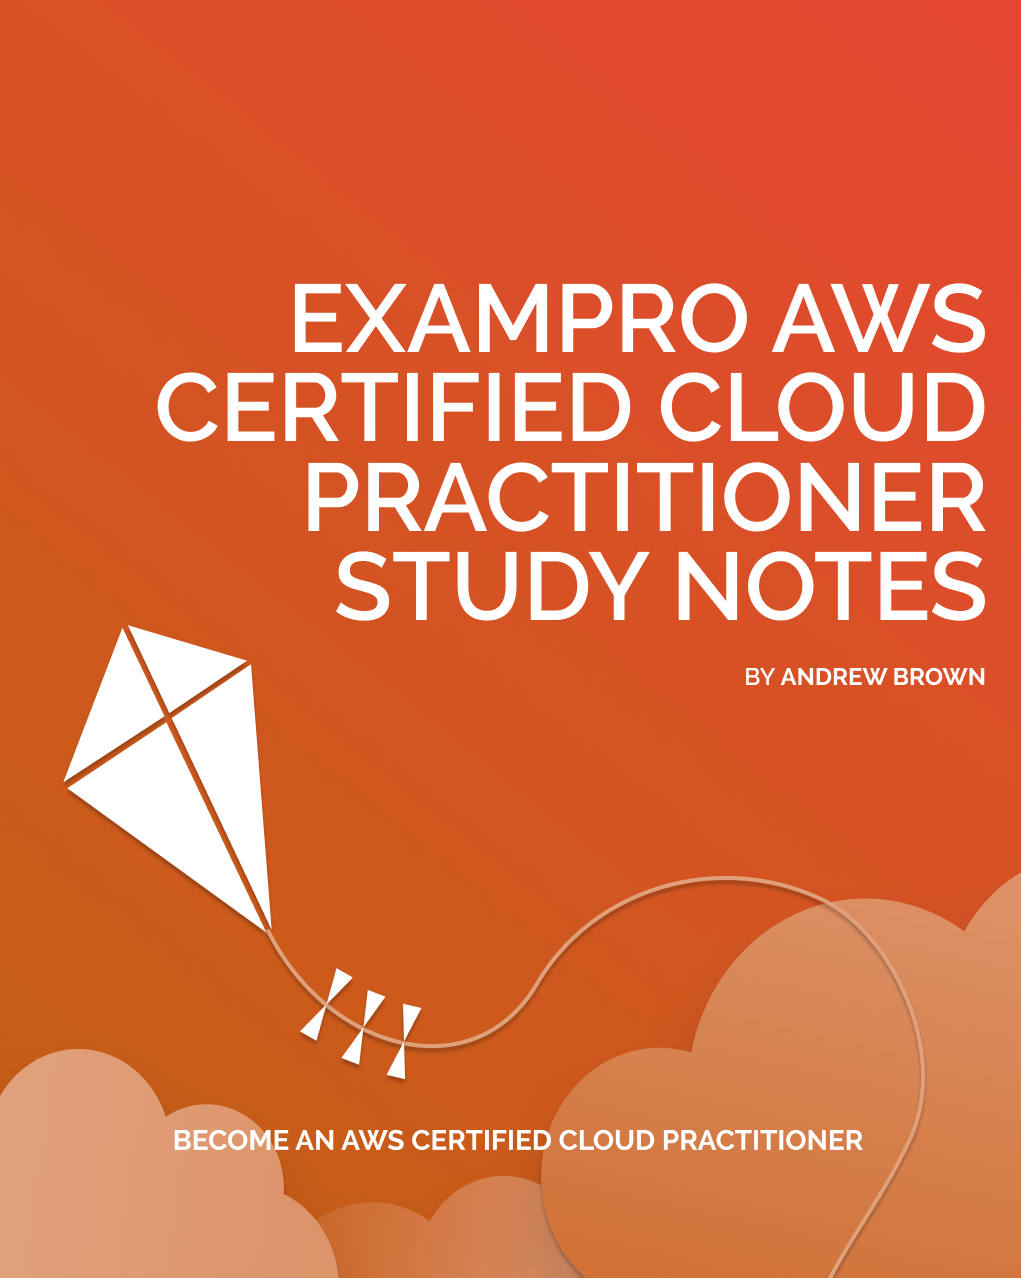 EXAMPRO AWS
CERTIFIED CLOUD
PRACTITIONER
STUDY NOTES
BY ANDREW BROWN
BECOME AN AWS CERTIFIED CLOUD PRACTITIONER